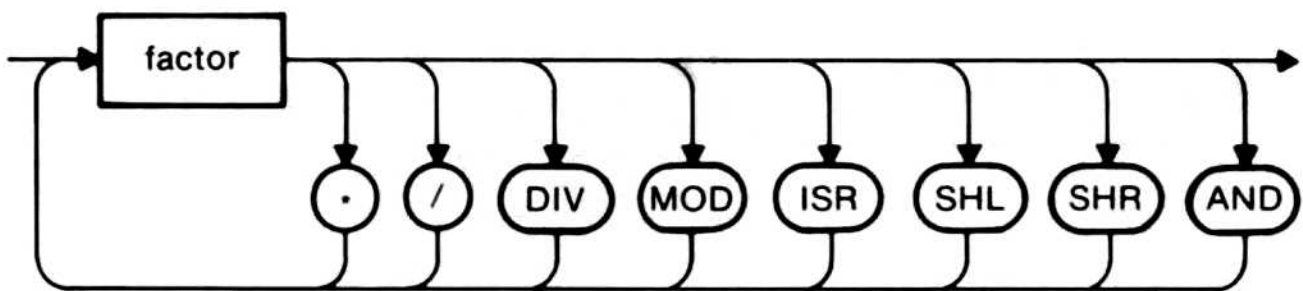 factor
* / DIV MOD ISR SHL SHR AND